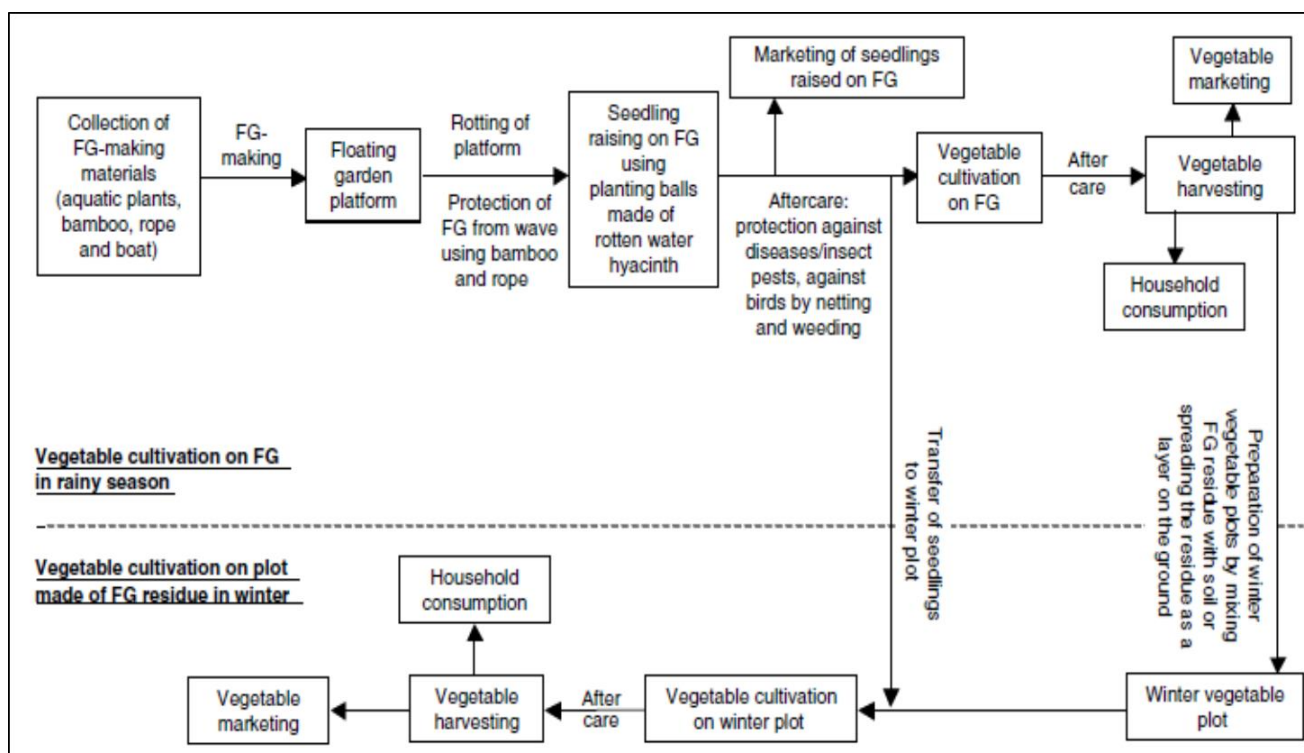 Collection of
FG-making
materials
(aquatic plants,
bamboo, rope
and boat)
FG-
making
Floating
garden
platform
Rotting of
platform
Protection of
FG from wave
using bamboo
and rope
Seedling
raising on FG
using
planting balls
made of
rotten water
hyacinth
Marketing of seedlings
raised on FG
Aftercare:
protection against
diseases/insect
pests, against
birds by netting
and weeding
Vegetable
cultivation
on FG
After
care
Vegetable
marketing
Vegetable
harvesting
Household
consumption
Transfer of seedlings
to winter plot
Preparation of winter
vegetable plots by mixing
FG residue with soil or
spreading the residue as a
layer on the ground
Vegetable cultivation on FG
in rainy season
Vegetable cultivation on plot
made of FG residue in winter
Household
consumption
Vegetable
marketing
Vegetable
harvesting
After
care
Vegetable cultivation
on winter plot
Winter vegetable
plot